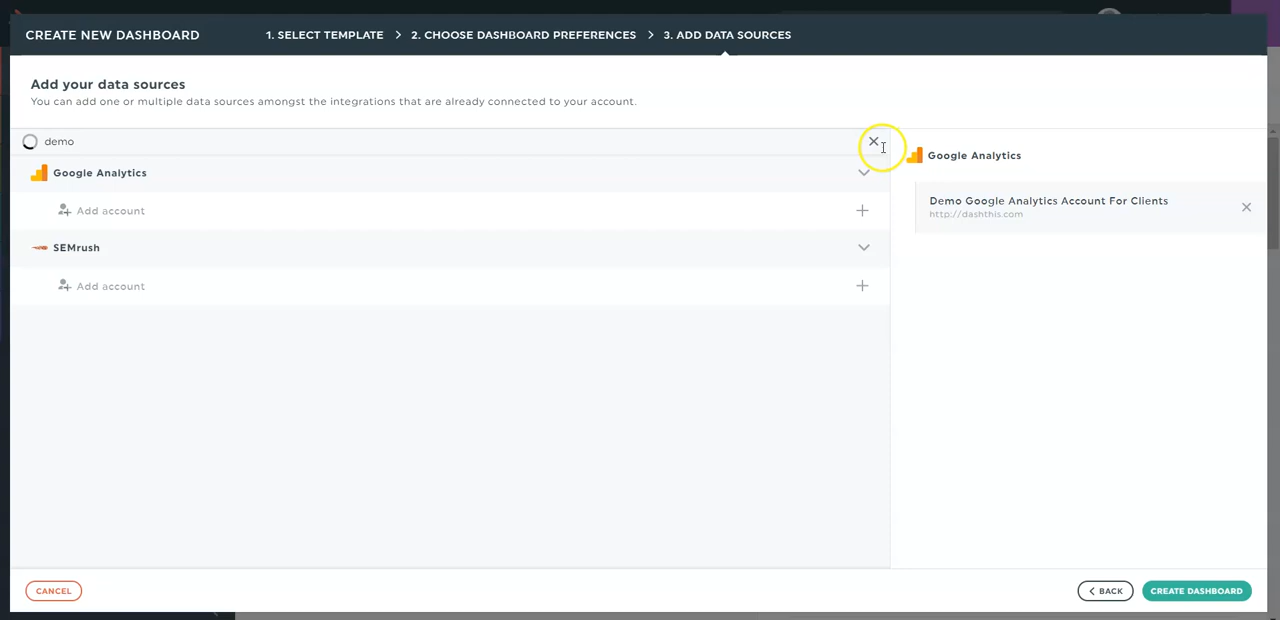 CREATE NEW DASHBOARD
1. SELECT TEMPLATE > 2. CHOOSE DASHBOARD PREFERENCES > 3. ADD DATA SOURCES
Add your data sources
You can add one or multiple data sources amongst the integrations that are already connected to your account.
demo
Google Analytics
Add account
SEMrush
Add account
Google Analytics
Demo Google Analytics Account For Clients
http://dashthis.com
CANCEL
BACK
CREATE DASHBOARD